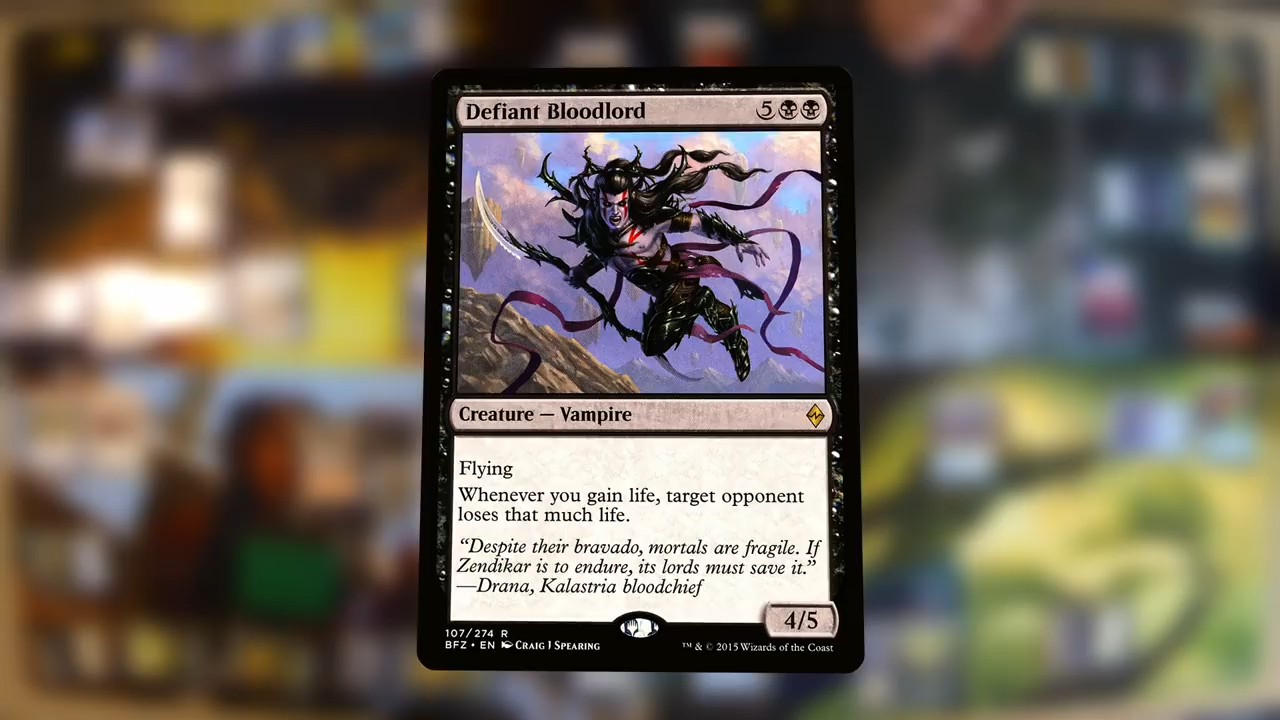 Defiant Bloodlord 5
Creature — Vampire
Flying
Whenever you gain life, target opponent
loses that much life.
“Despite their bravado, mortals are fragile. If
Zendikar is to endure, its lords must save it.”
—Drana, Kalastria bloodchief
4/5
107/274 R
BFZ • EN Craig J Spearing
™ & © 2015 Wizards of the Coast